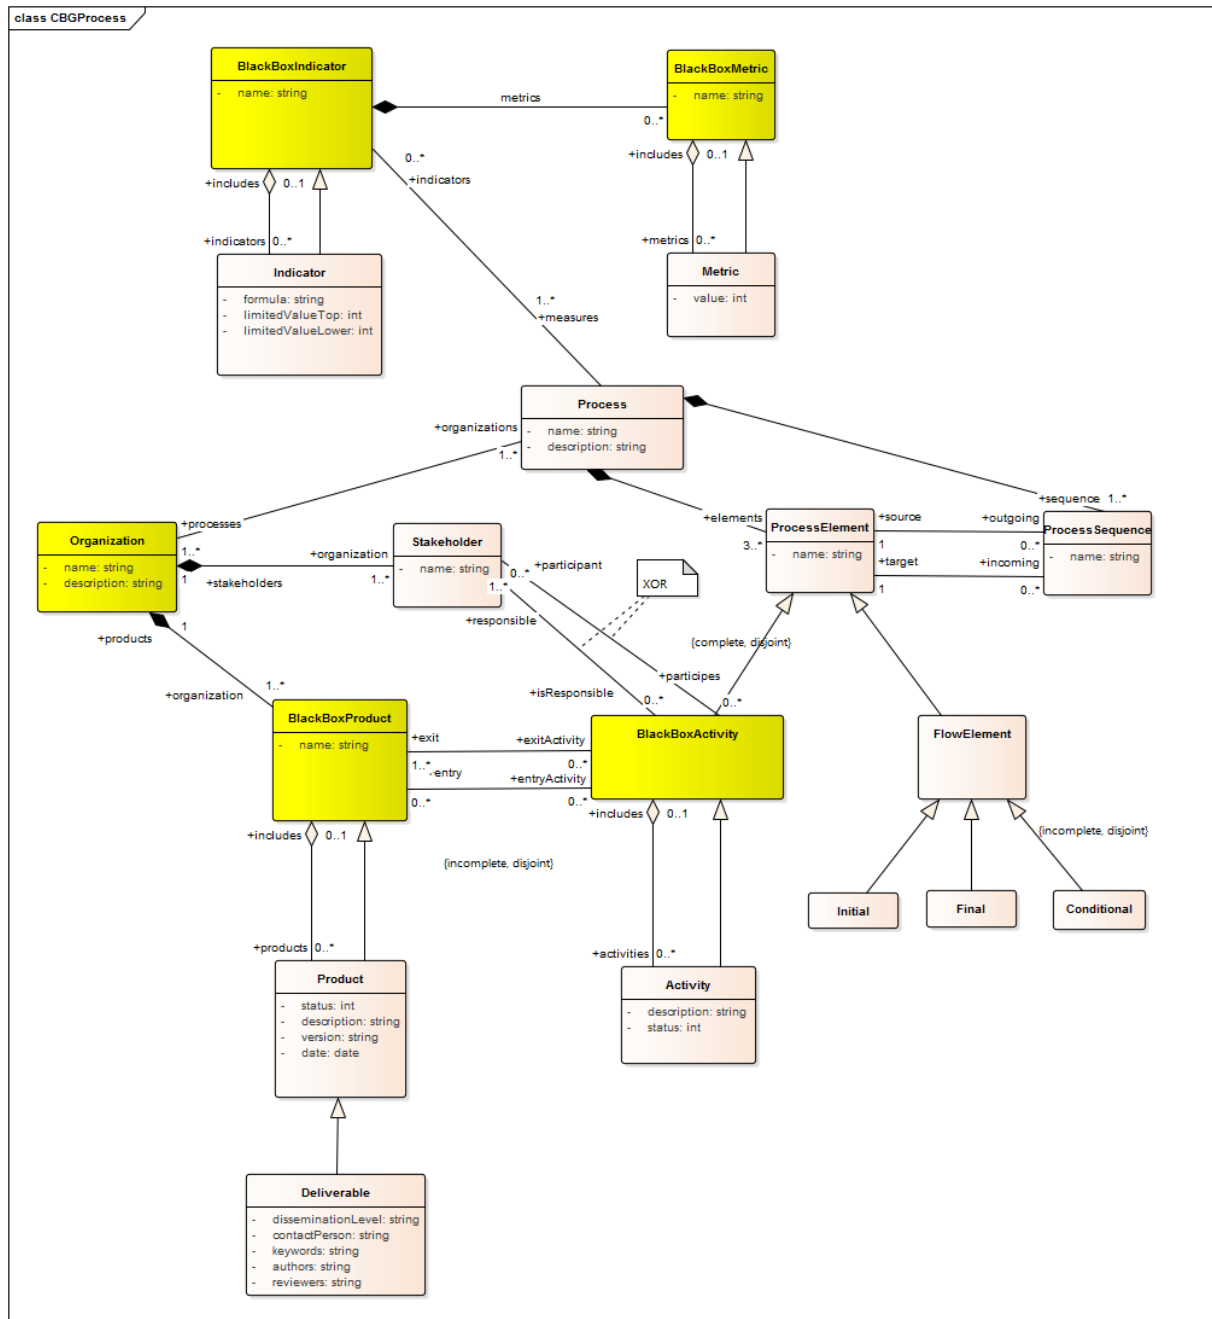 class CBGProcess
BlackBoxIndicator
- name: string
BlackBoxMetric
- name: string
metrics
0..*
0..*
+indicators
+includes 0..1
+includes 0..1
+indicators 0..*
+metrics 0..*
Indicator
- formula: string
- limitedValueTop: int
- limitedValueLower: int
Metric
- value: int
1..*
+measures
Process
- name: string
- description: string
+organizations
1..*
+processes
1..*
+elements
3..*
+sequence 1..*
Organization
- name: string
- description: string
1
+stakeholders
+organization
1..*
Stakeholder
- name: string
0..*
+participant
1..*
+responsible
XOR
ProcessElement
- name: string
+source
1
+outgoing
0..*
+target
1
+incoming
0..*
ProcessSequence
- name: string
1
+products
+organization
1..*
{complete, disjoint}
+participes
0..*
+isResponsible
0..*
BlackBoxProduct
- name: string
+exit
1..*
+exitActivity
0..*
entry
0..*
+entryActivity
0..*
BlackBoxActivity
FlowElement
+includes 0..1
+includes 0..1
{incomplete, disjoint}
{incomplete, disjoint}
Initial
Final
Conditional
+products 0..*
+activities 0..*
Product
- status: int
- description: string
- version: string
- date: date
Activity
- description: string
- status: int
Deliverable
- disseminationLevel: string
- contactPerson: string
- keywords: string
- authors: string
- reviewers: string